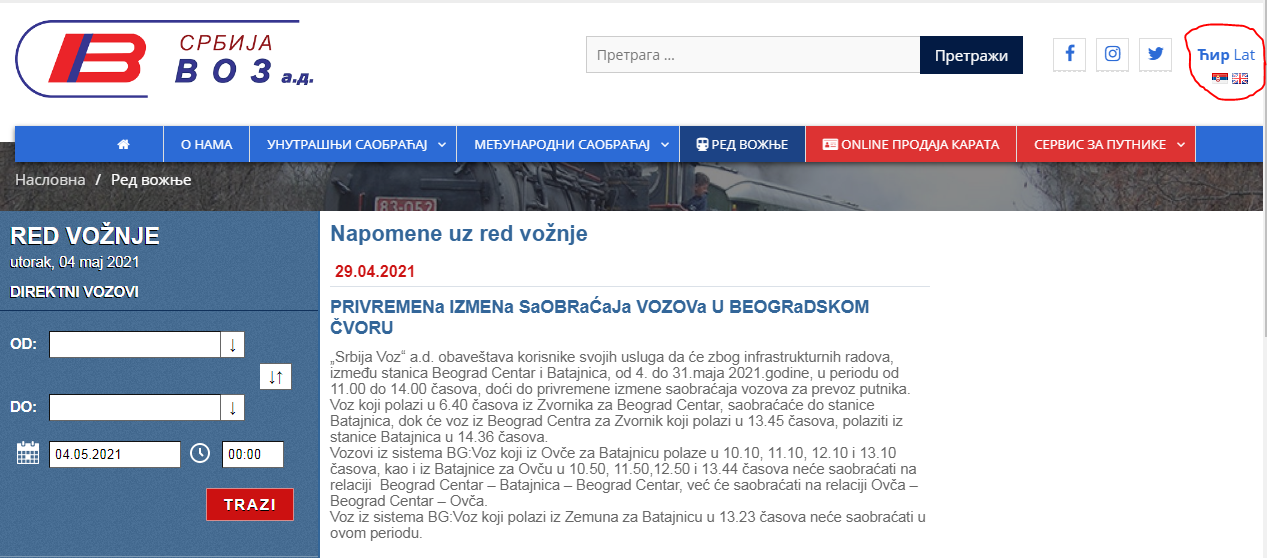 СРБИЈА
ВОЗ а.д.
Претрага ...
Претражи
Ћир Lat
О НАМА
УНУТРАШЊИ САОБРАЋАЈ
МЕЂУНАРОДНИ САОБРАЋАЈ
РЕД ВОЖЊЕ
ONLINE ПРОДАЈА КАРАТА
СЕРВИС ЗА ПУТНИКЕ
83-052
Насловна / Ред вожње
RED VOŽNJE
utorak, 04 maj 2021
DIREKTNI VOZOVI
OD:
↓
↓↑
DO:
↓
04.05.2021
00:00
TRAZI
Napomene uz red vožnje
29.04.2021
PRIVREMENa IZMENa SaOBRaĆaJa VOZOVa U BEOGRaDSKOM
ČVORU
„Srbija Voz“ a.d. obaveštava korisnike svojih usluga da će zbog infrastrukturnih radova,
između stanica Beograd Centar i Batajnica, od 4. do 31.maja 2021.godine, u periodu od
11.00 do 14.00 časova, doći do privremene izmene saobraćaja vozova za prevoz putnika.
Voz koji polazi u 6.40 časova iz Zvornika za Beograd Centar, saobraćaće do stanice
Batajnica, dok će voz iz Beograd Centra za Zvornik koji polazi u 13.45 časova, polaziti iz
stanice Batajnica u 14.36 časova.
Vozovi iz sistema BG:Voz koji iz Ovče za Batajnicu polaze u 10.10, 11.10, 12.10 i 13.10
časova, kao i iz Batajnice za Ovču u 10.50, 11.50,12.50 i 13.44 časova neće saobraćati na
relaciji Beograd Centar – Batajnica – Beograd Centar, već će saobraćati na relaciji Ovča –
Beograd Centar – Ovča.
Voz iz sistema BG:Voz koji polazi iz Zemuna za Batajnicu u 13.23 časova neće saobraćati u
ovom periodu.